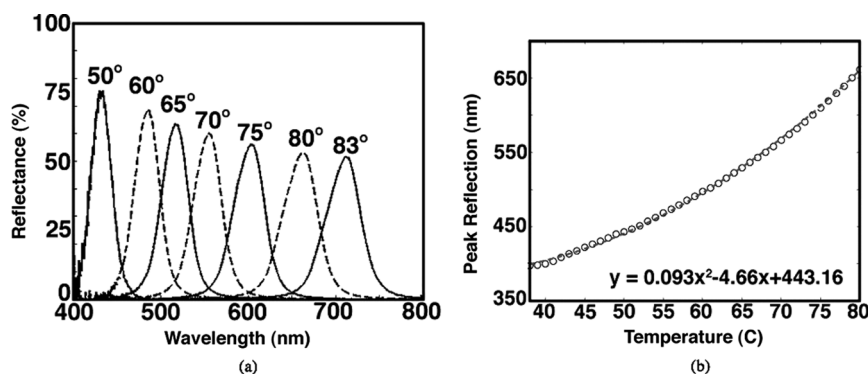 100
75
50
25
0
Reflectance (%)
50°
60°
65°
70°
75°
80°
83°
400 500 600 700 800
Wavelength (nm)
(a)
650
550
450
350
Peak Reflection (nm)
y = 0.093x²-4.66x+443.16
40 45 50 55 60 65 70 75 80
Temperature (C)
(b)